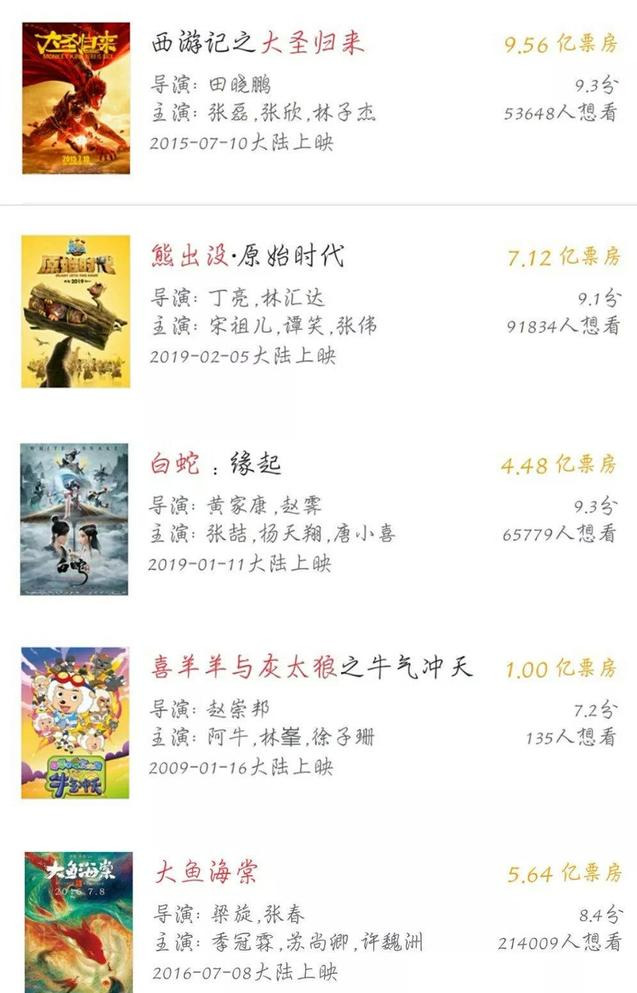 大圣归来
MONKEY KING: HERO IS BACK
2015.7.10
西游记之大圣归来
9.56 亿票房
导演: 田晓鹏
9.3分
主演: 张磊,张欣,林子杰
53648人想看
2015-07-10大陆上映
原始时代
2019
熊出没·原始时代
7.12 亿票房
导演: 丁亮,林汇达
9.1分
主演: 宋祖儿,谭笑,张伟
91834人想看
2019-02-05大陆上映
WHITE SNAKE
白蛇
白蛇：缘起
4.48 亿票房
导演: 黄家康,赵霁
9.3分
主演: 张喆,杨天翔,唐小喜
65779人想看
2019-01-11大陆上映
牛气冲天
喜羊羊与灰太狼之牛气冲天
1.00 亿票房
导演: 赵崇邦
7.2分
主演: 阿牛,林峯,徐子珊
135人想看
2009-01-16大陆上映
大鱼海棠
2016.7.8
大鱼海棠
5.64 亿票房
导演: 梁旋,张春
8.4分
主演: 季冠霖,苏尚卿,许魏洲
214009人想看
2016-07-08大陆上映